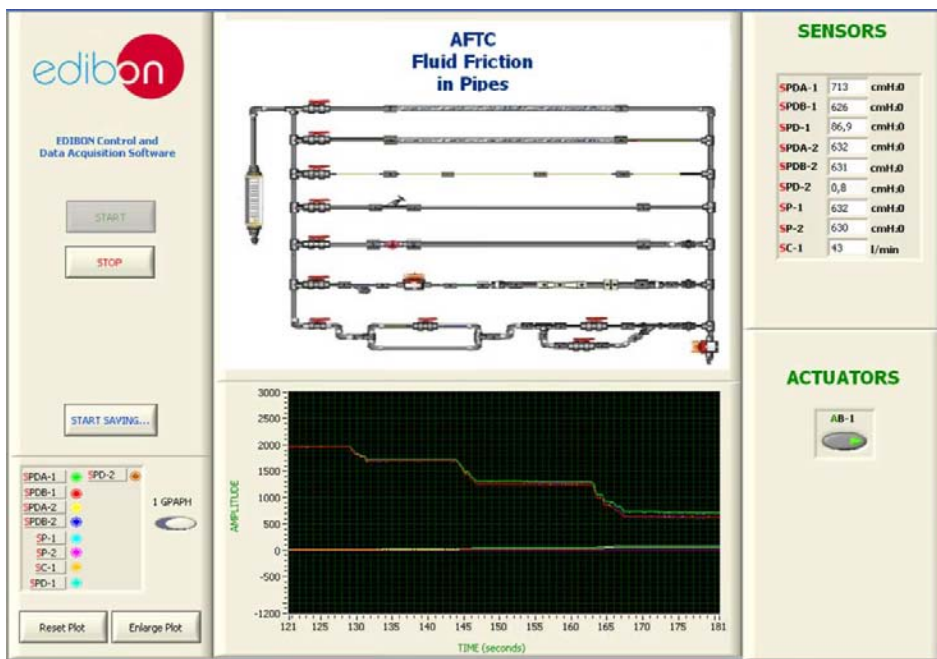 edibon
EDIBON Control and
Data Acquisition Software
START
STOP
START SAVING...
SPDA-1
SPDB-1
SPDA-2
SPDB-2
SP-1
SP-2
SC-1
SPD-1
SPD-2
1 GPAPH
Reset Plot
Enlarge Plot
AFTC
Fluid Friction
in Pipes
AMPLITUDE
3000
2500
2000
1500
1000
500
0
-500
-1200
121 125 130 135 140 145 150 155 160 165 170 175 181
TIME (seconds)
SENSORS
SPDA-1 713 cmH₂0
SPDB-1 626 cmH₂0
SPD-1 86,9 cmH₂0
SPDA-2 632 cmH₂0
SPDB-2 631 cmH₂0
SPD-2 0,8 cmH₂0
SP-1 632 cmH₂0
SP-2 630 cmH₂0
SC-1 43 l/min
ACTUATORS
AB-1